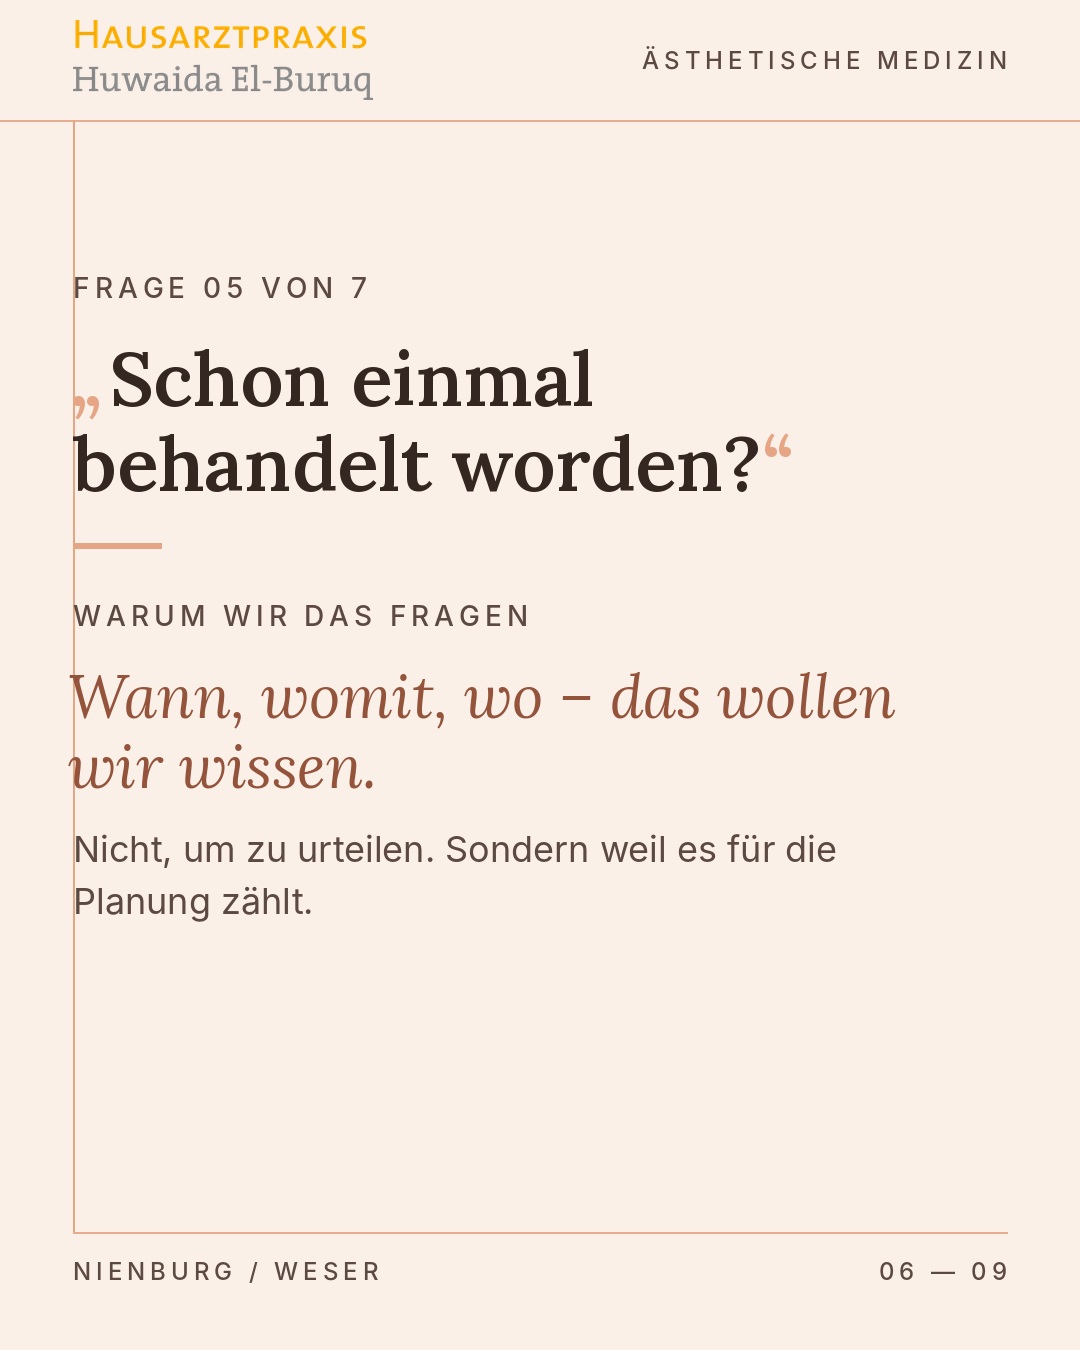 Hausarztpraxis
Huwaida El-Buruq
ÄSTHETISCHE MEDIZIN
FRAGE 05 VON 7
„Schon einmal
behandelt worden?“
WARUM WIR DAS FRAGEN
Wann, womit, wo – das wollen
wir wissen.
Nicht, um zu urteilen. Sondern weil es für die
Planung zählt.
NIENBURG / WESER
06 — 09